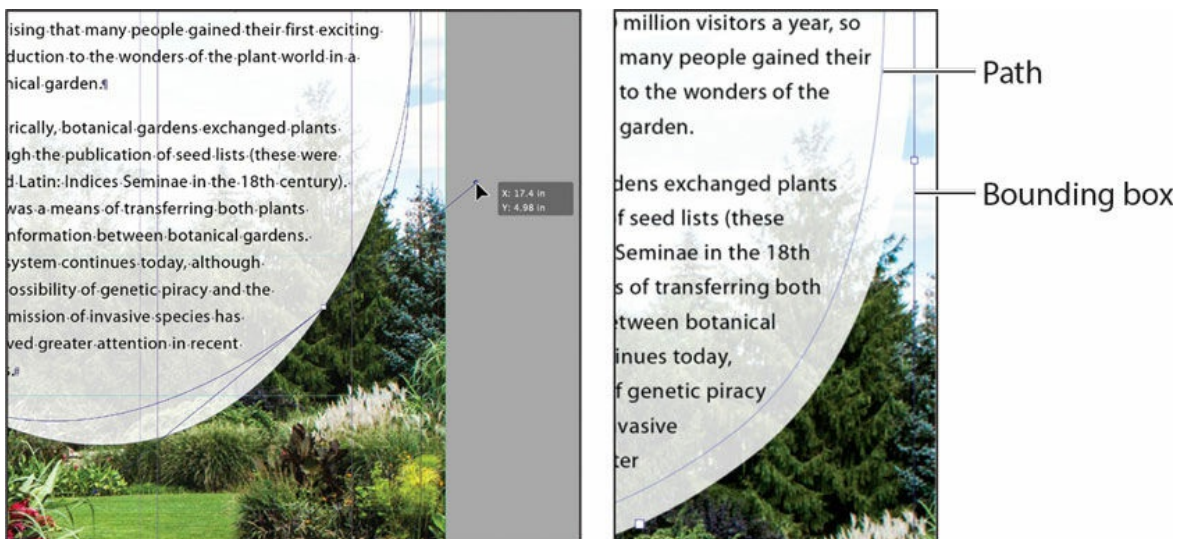 ising that many people gained their first exciting
duction to the wonders of the plant world in a
nical garden.¶
rically, botanical gardens exchanged plants
ugh the publication of seed lists (these were
d Latin: Indices Seminae in the 18th century).
was a means of transferring both plants
nformation between botanical gardens.
system continues today, although
ossibility of genetic piracy and the
mission of invasive species has
ved greater attention in recent
s.#
X: 17.4 in
Y: 4.98 in
) million visitors a year, so
many people gained their
to the wonders of the
garden.
dens exchanged plants
f seed lists (these
Seminae in the 18th
s of transferring both
etween botanical
inues today,
f genetic piracy
vasive
ter
Path
Bounding box